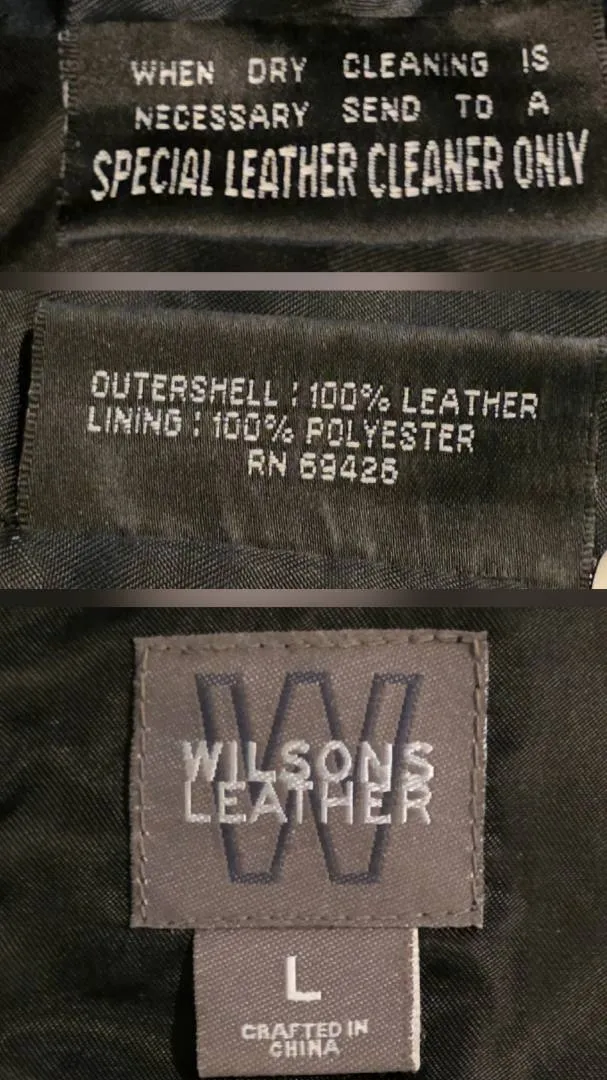 WHEN DRY CLEANING IS
NECESSARY SEND TO A
SPECIAL LEATHER CLEANER ONLY
OUTERSHELL : 100% LEATHER
LINING : 100% POLYESTER
RN 69426
W
WILSONS
LEATHER
L
CRAFTED IN
CHINA